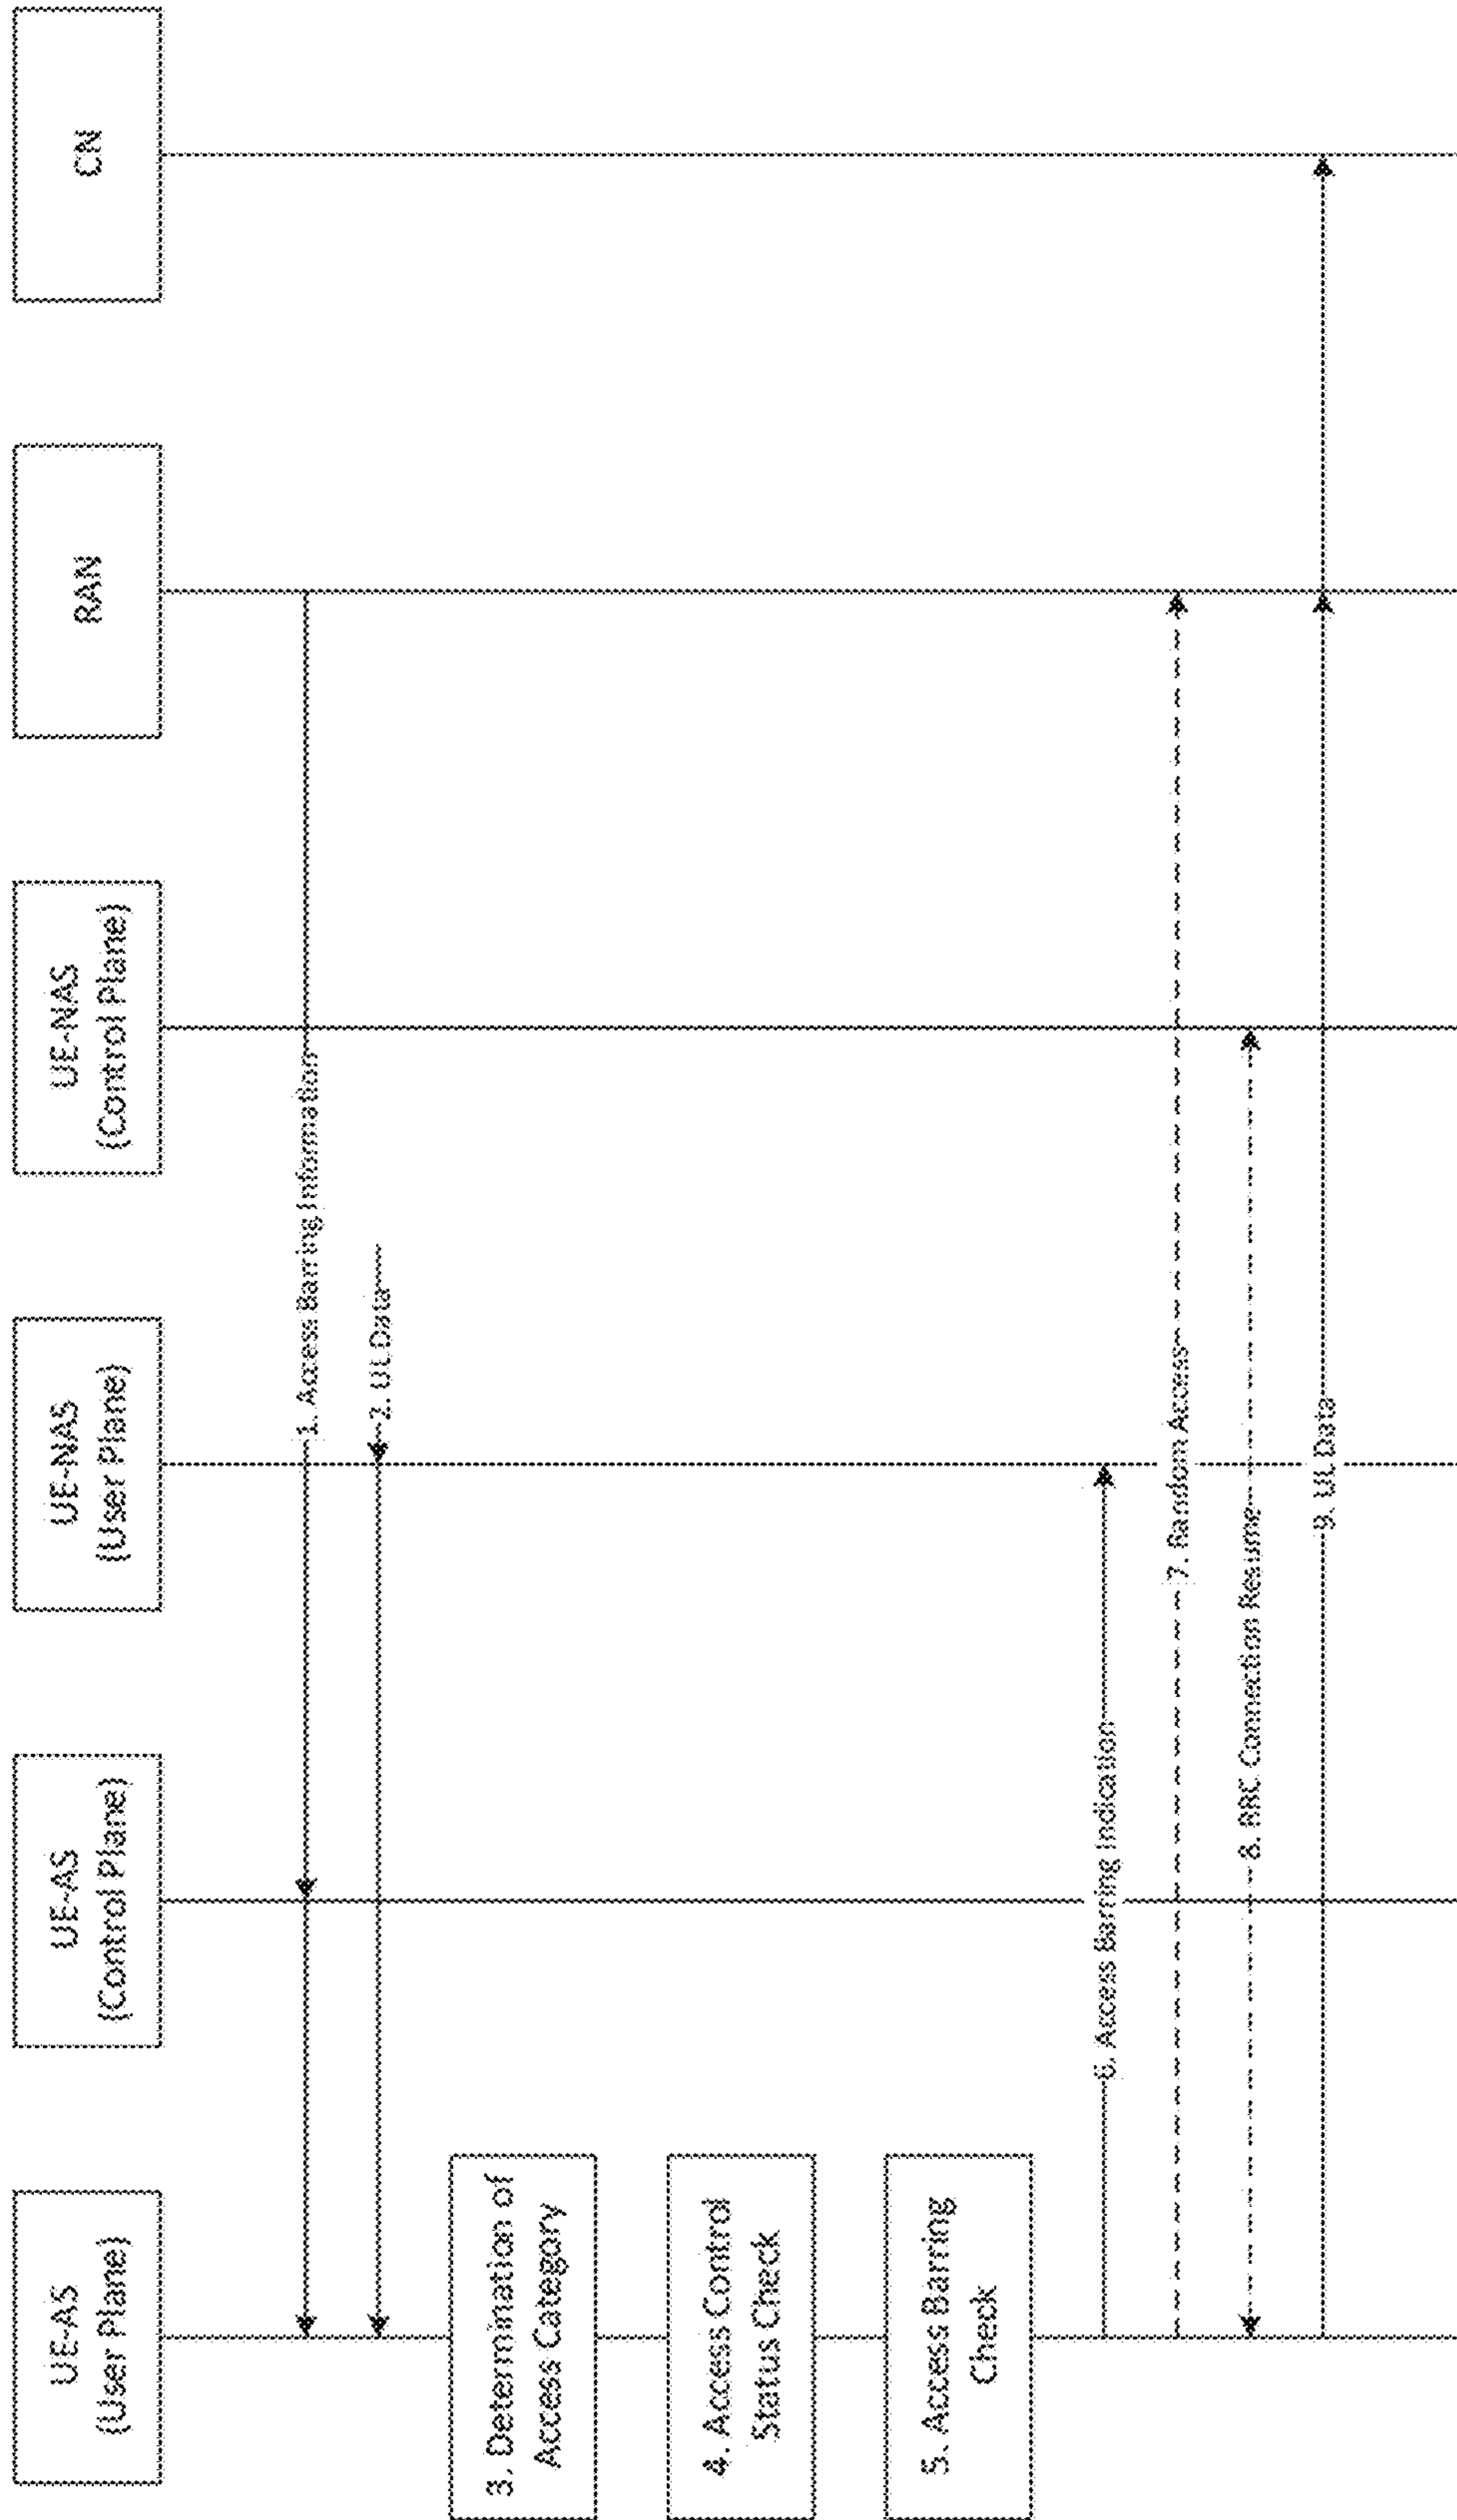 UE-AS
(User Plane)
UE-AS
(Control Plane)
UE-NAS
(User Plane)
UE-NAS
(Control Plane)
RAN
CN
1. Access Barring Information
2. UL Data
3. Determination of
Access Category
4. Access Control
Status Check
5. Access Barring
Check
6. Access Barring Indication
7. Random Access
8. RRC Connection Resume
9. UL Data